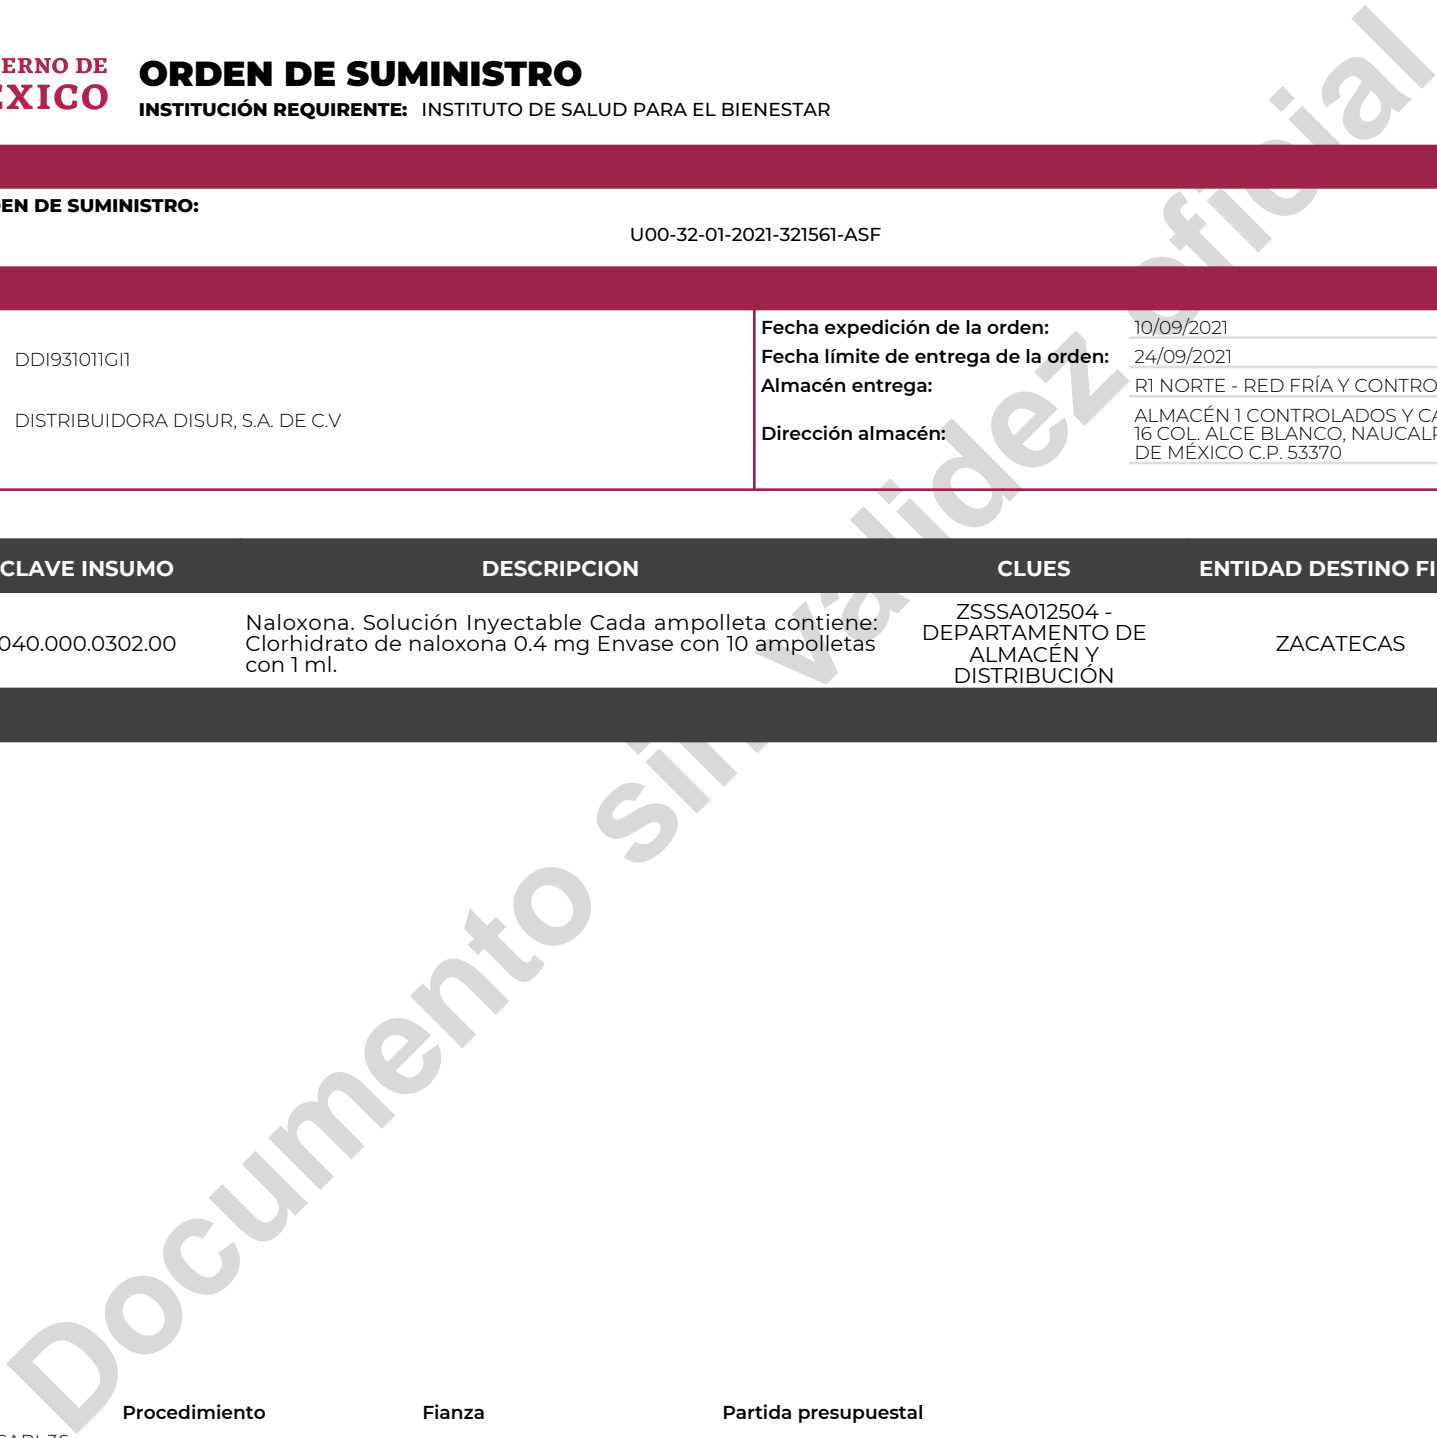 ERNO DE
ÉXICO
ORDEN DE SUMINISTRO
INSTITUCIÓN REQUIRENTE: INSTITUTO DE SALUD PARA EL BIENESTAR
EN DE SUMINISTRO:
U00-32-01-2021-321561-ASF
DDI931011GI1
DISTRIBUIDORA DISUR, S.A. DE C.V
Fecha expedición de la orden: 10/09/2021
Fecha límite de entrega de la orden: 24/09/2021
Almacén entrega: R1 NORTE - RED FRÍA Y CONTRO
Dirección almacén:
ALMACÉN 1 CONTROLADOS Y CA
16 COL. ALCE BLANCO, NAUCALP
DE MÉXICO C.P. 53370
CLAVE INSUMO DESCRIPCION CLUES ENTIDAD DESTINO FI
040.000.0302.00
Naloxona. Solución Inyectable Cada ampolleta contiene:
Clorhidrato de naloxona 0.4 mg Envase con 10 ampolletas
con 1 ml.
ZSSSA012504 -
DEPARTAMENTO DE
ALMACÉN Y
DISTRIBUCIÓN
ZACATECAS
Documento sin validez oficial
Procedimiento Fianza Partida presupuestal